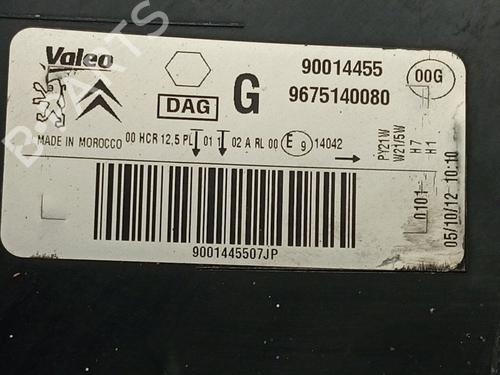 Valeo
90014455
00G
DAG
G
9675140080
MADE IN MOROCCO
00 HCR 12,5 PL 01 1 02 A RL 00 E 9 14042
PY21W
W21/5W
H7
H1
0101
05/10/12 10:10
9001445507JP